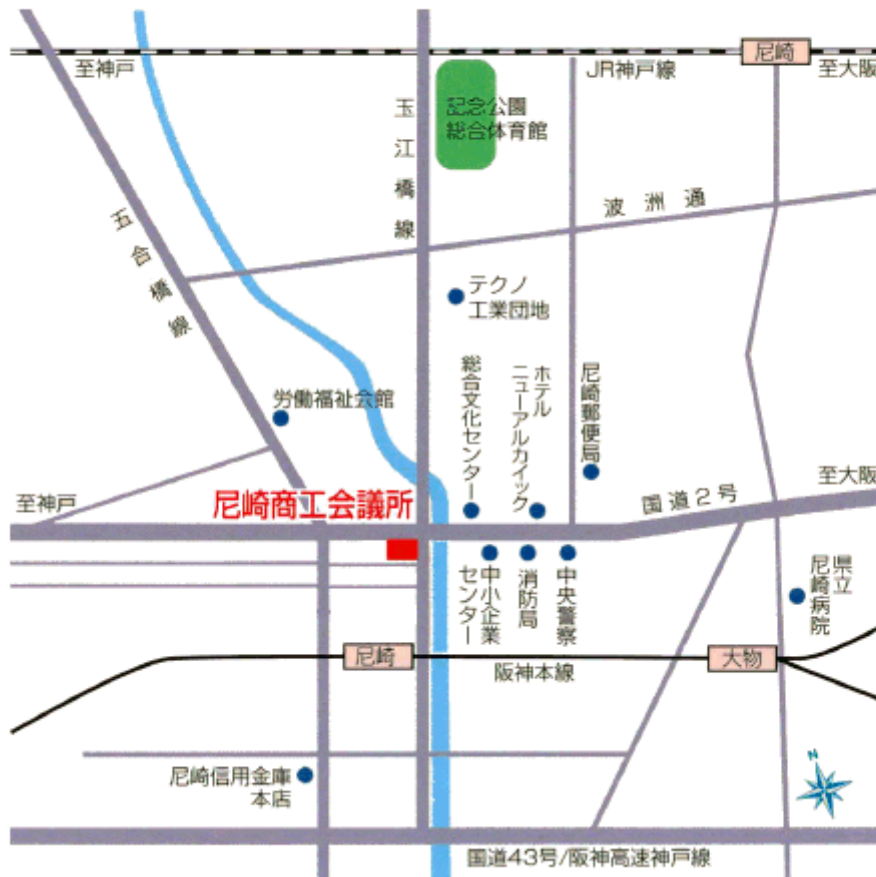 尼崎
至神戸
JR神戸線
至大阪
玉江橋線
記念公園
総合体育館
波洲通
五合橋線
テクノ
工業団地
労働福祉会館
総合文化センター
ホテル
ニューアルカイック
尼崎郵便局
至神戸
尼崎商工会議所
国道2号
至大阪
中小企業
センター
消防局
中央警察
県立
尼崎病院
尼崎
阪神本線
大物
N
尼崎信用金庫
本店
国道43号/阪神高速神戸線